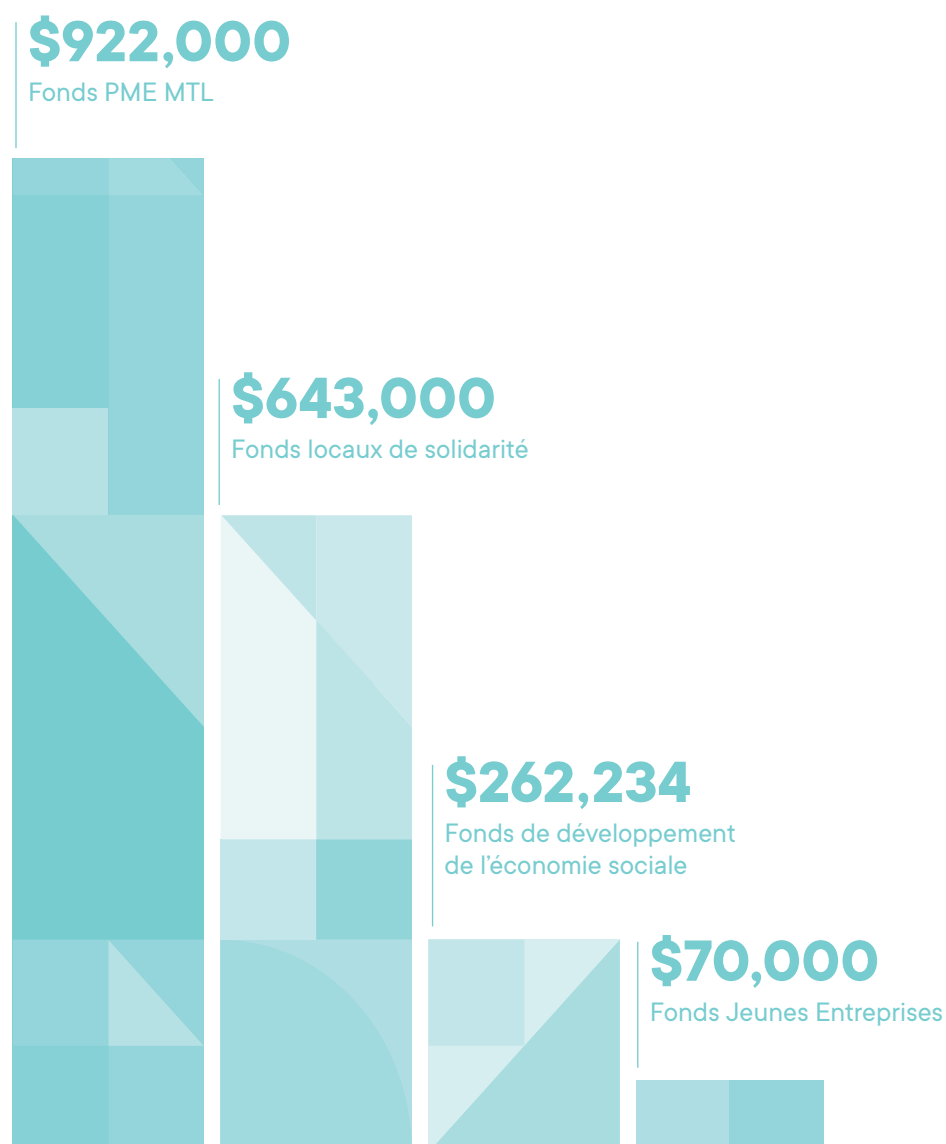 $922,000
Fonds PME MTL
$643,000
Fonds locaux de solidarité
$262,234
Fonds de développement
de l’économie sociale
$70,000
Fonds Jeunes Entreprises